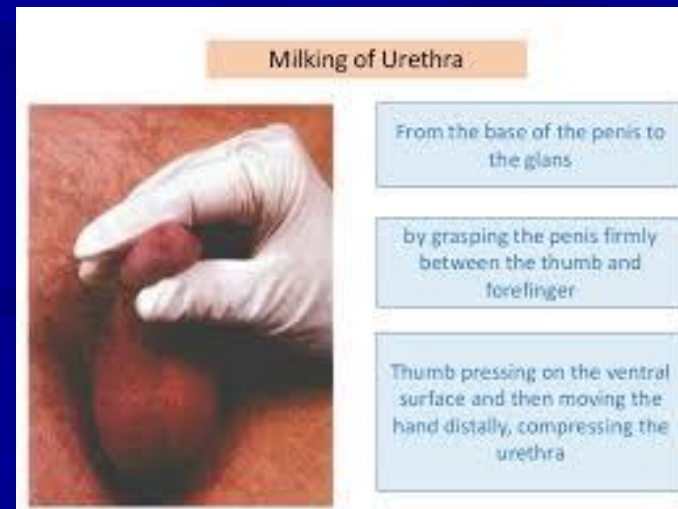 Milking of Urethra
From the base of the penis to
the glans
by grasping the penis firmly
between the thumb and
forefinger
Thumb pressing on the ventral
surface and then moving the
hand distally, compressing the
urethra